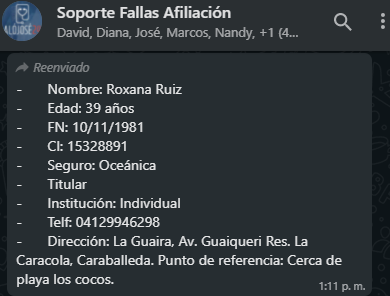 Soporte Fallas Afiliación
David, Diana, José, Marcos, Nandy, +1 (4...
Reenviado
- Nombre: Roxana Ruiz
- Edad: 39 años
- FN: 10/11/1981
- CI: 15328891
- Seguro: Oceánica
- Titular
- Institución: Individual
- Telf: 04129946298
- Dirección: La Guaira, Av. Guaiqueri Res. La
Caracola, Caraballeda. Punto de referencia: Cerca de
playa los cocos.
1:11 p. m.